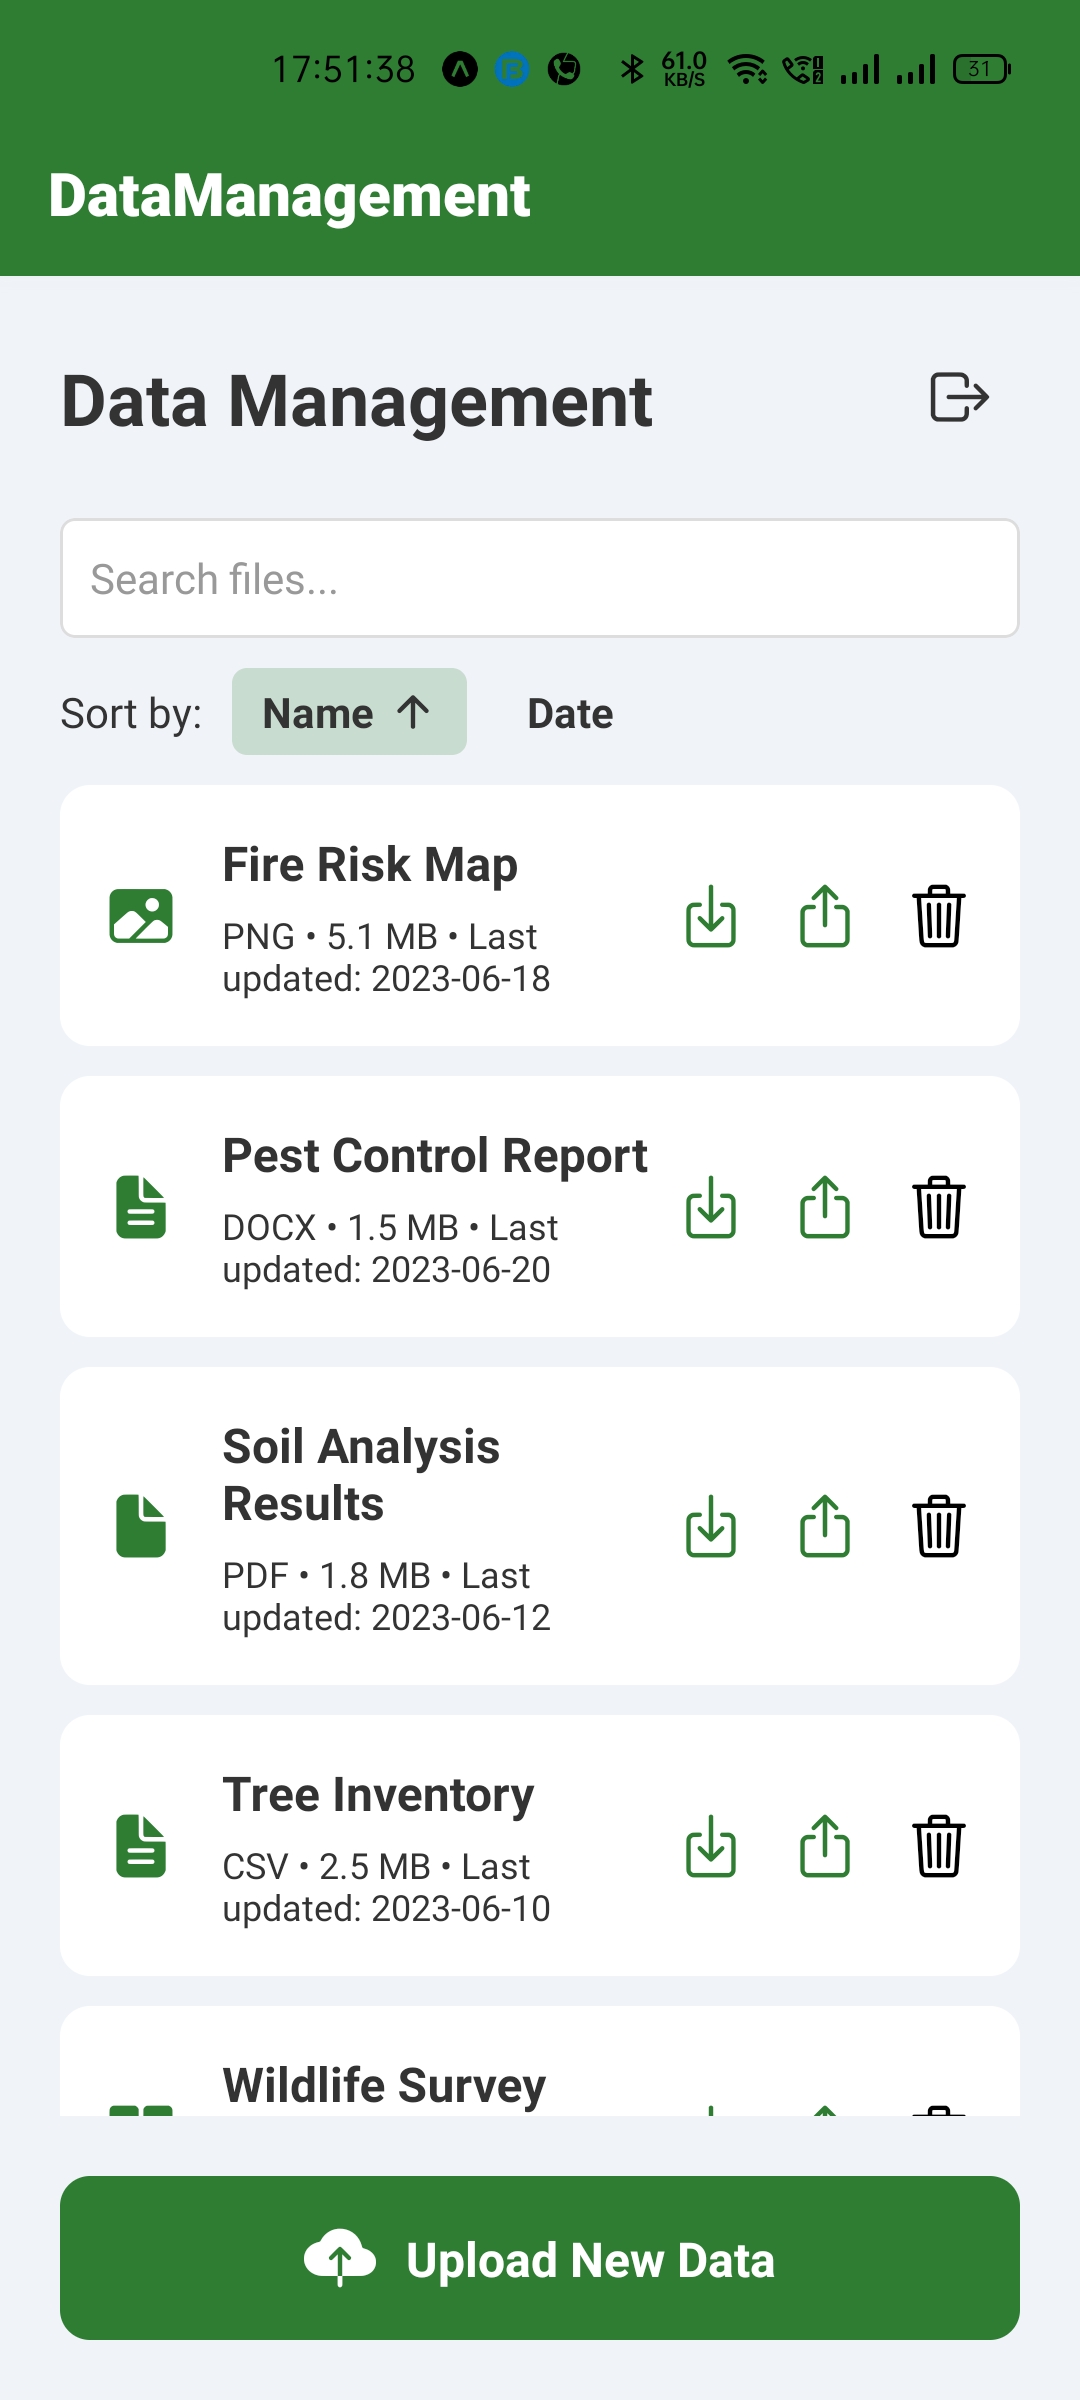 17:51:38 61.0 KB/S 31
DataManagement
Data Management
Search files...
Sort by: Name Date
Fire Risk Map
PNG • 5.1 MB • Last
updated: 2023-06-18
Pest Control Report
DOCX • 1.5 MB • Last
updated: 2023-06-20
Soil Analysis
Results
PDF • 1.8 MB • Last
updated: 2023-06-12
Tree Inventory
CSV • 2.5 MB • Last
updated: 2023-06-10
Wildlife Survey
Upload New Data